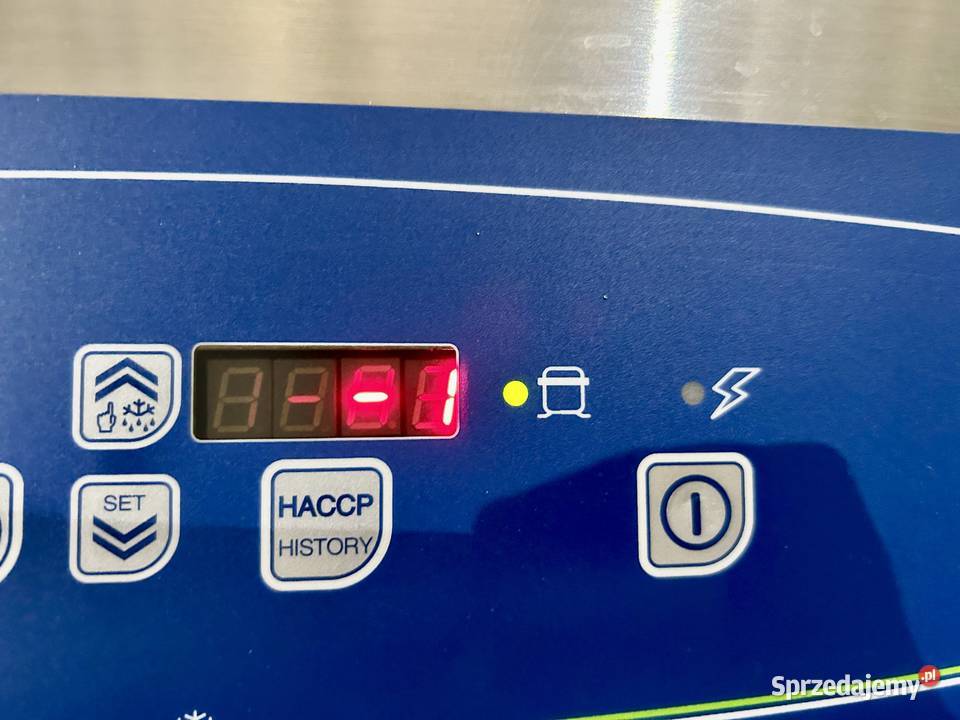 -1
SET
HACCP
HISTORY
Sprzedajemy.pl